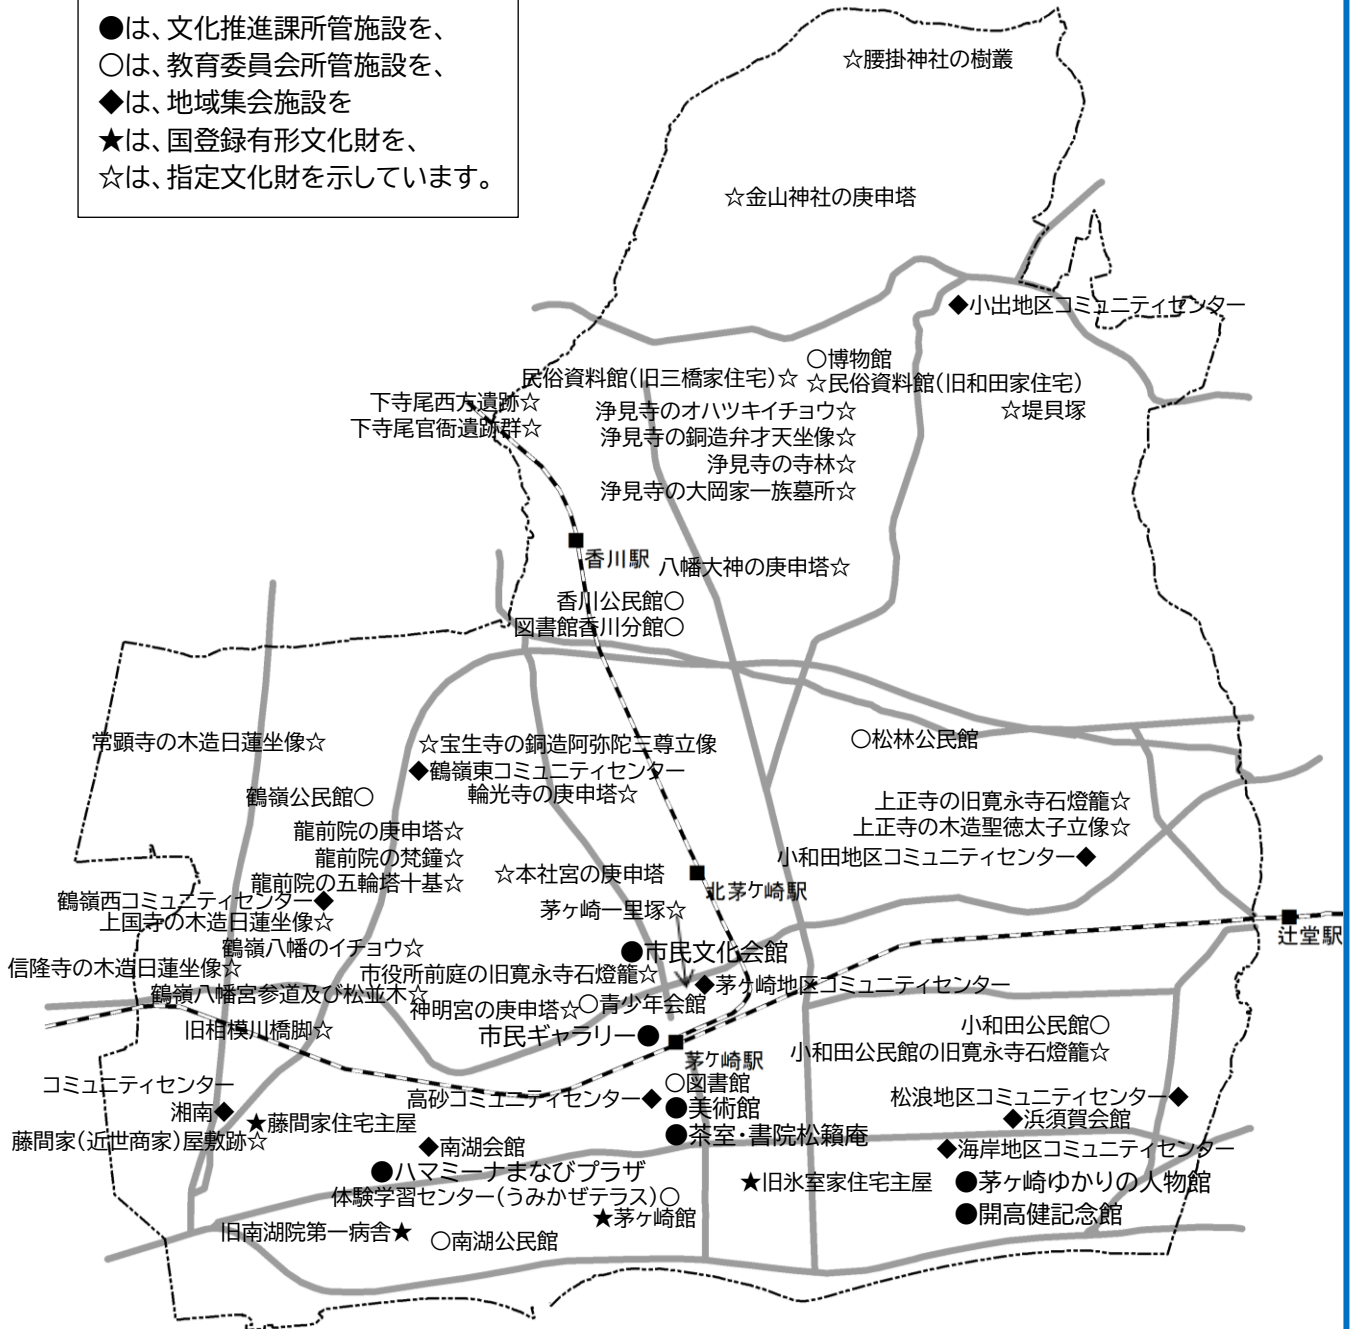 ●は、文化推進課所管施設を、
○は、教育委員会所管施設を、
◆は、地域集会施設を
★は、国登録有形文化財を、
☆は、指定文化財を示しています。
☆腰掛神社の樹叢
☆金山神社の庚申塔
◆小出地区コミュニティセンター
○博物館
民俗資料館(旧三橋家住宅)☆
☆民俗資料館(旧和田家住宅)
下寺尾西方遺跡☆
浄見寺のオハツキイチョウ☆
☆堤貝塚
下寺尾官衙遺跡群☆
浄見寺の銅造弁才天坐像☆
浄見寺の寺林☆
浄見寺の大岡家一族墓所☆
香川駅
八幡大神の庚申塔☆
香川公民館○
図書館香川分館○
常顕寺の木造日蓮坐像☆
☆宝生寺の銅造阿弥陀三尊立像
○松林公民館
◆鶴嶺東コミュニティセンター
鶴嶺公民館○
輪光寺の庚申塔☆
上正寺の旧寛永寺石燈籠☆
龍前院の庚申塔☆
上正寺の木造聖徳太子立像☆
龍前院の梵鐘☆
小和田地区コミュニティセンター◆
龍前院の五輪塔十基☆
☆本社宮の庚申塔
北茅ケ崎駅
鶴嶺西コミュニティセンター◆
茅ヶ崎一里塚☆
上国寺の木造日蓮坐像☆
辻堂駅
鶴嶺八幡のイチョウ☆
●市民文化会館
信隆寺の木造日蓮坐像☆
市役所前庭の旧寛永寺石燈籠☆
◆茅ヶ崎地区コミュニティセンター
鶴嶺八幡宮参道及び松並木☆
神明宮の庚申塔☆
○青少年会館
旧相模川橋脚☆
市民ギャラリー●
小和田公民館○
茅ケ崎駅
小和田公民館の旧寛永寺石燈籠☆
コミュニティセンター
湘南◆
○図書館
高砂コミュニティセンター◆
松浪地区コミュニティセンター◆
●美術館
★藤間家住宅主屋
◆浜須賀会館
●茶室・書院松籟庵
藤間家(近世商家)屋敷跡☆
◆南湖会館
◆海岸地区コミュニティセンター
●ハマミーナまなびプラザ
★旧氷室家住宅主屋
●茅ヶ崎ゆかりの人物館
体験学習センター(うみかぜテラス)○
★茅ヶ崎館
●開高健記念館
旧南湖院第一病舎★
○南湖公民館